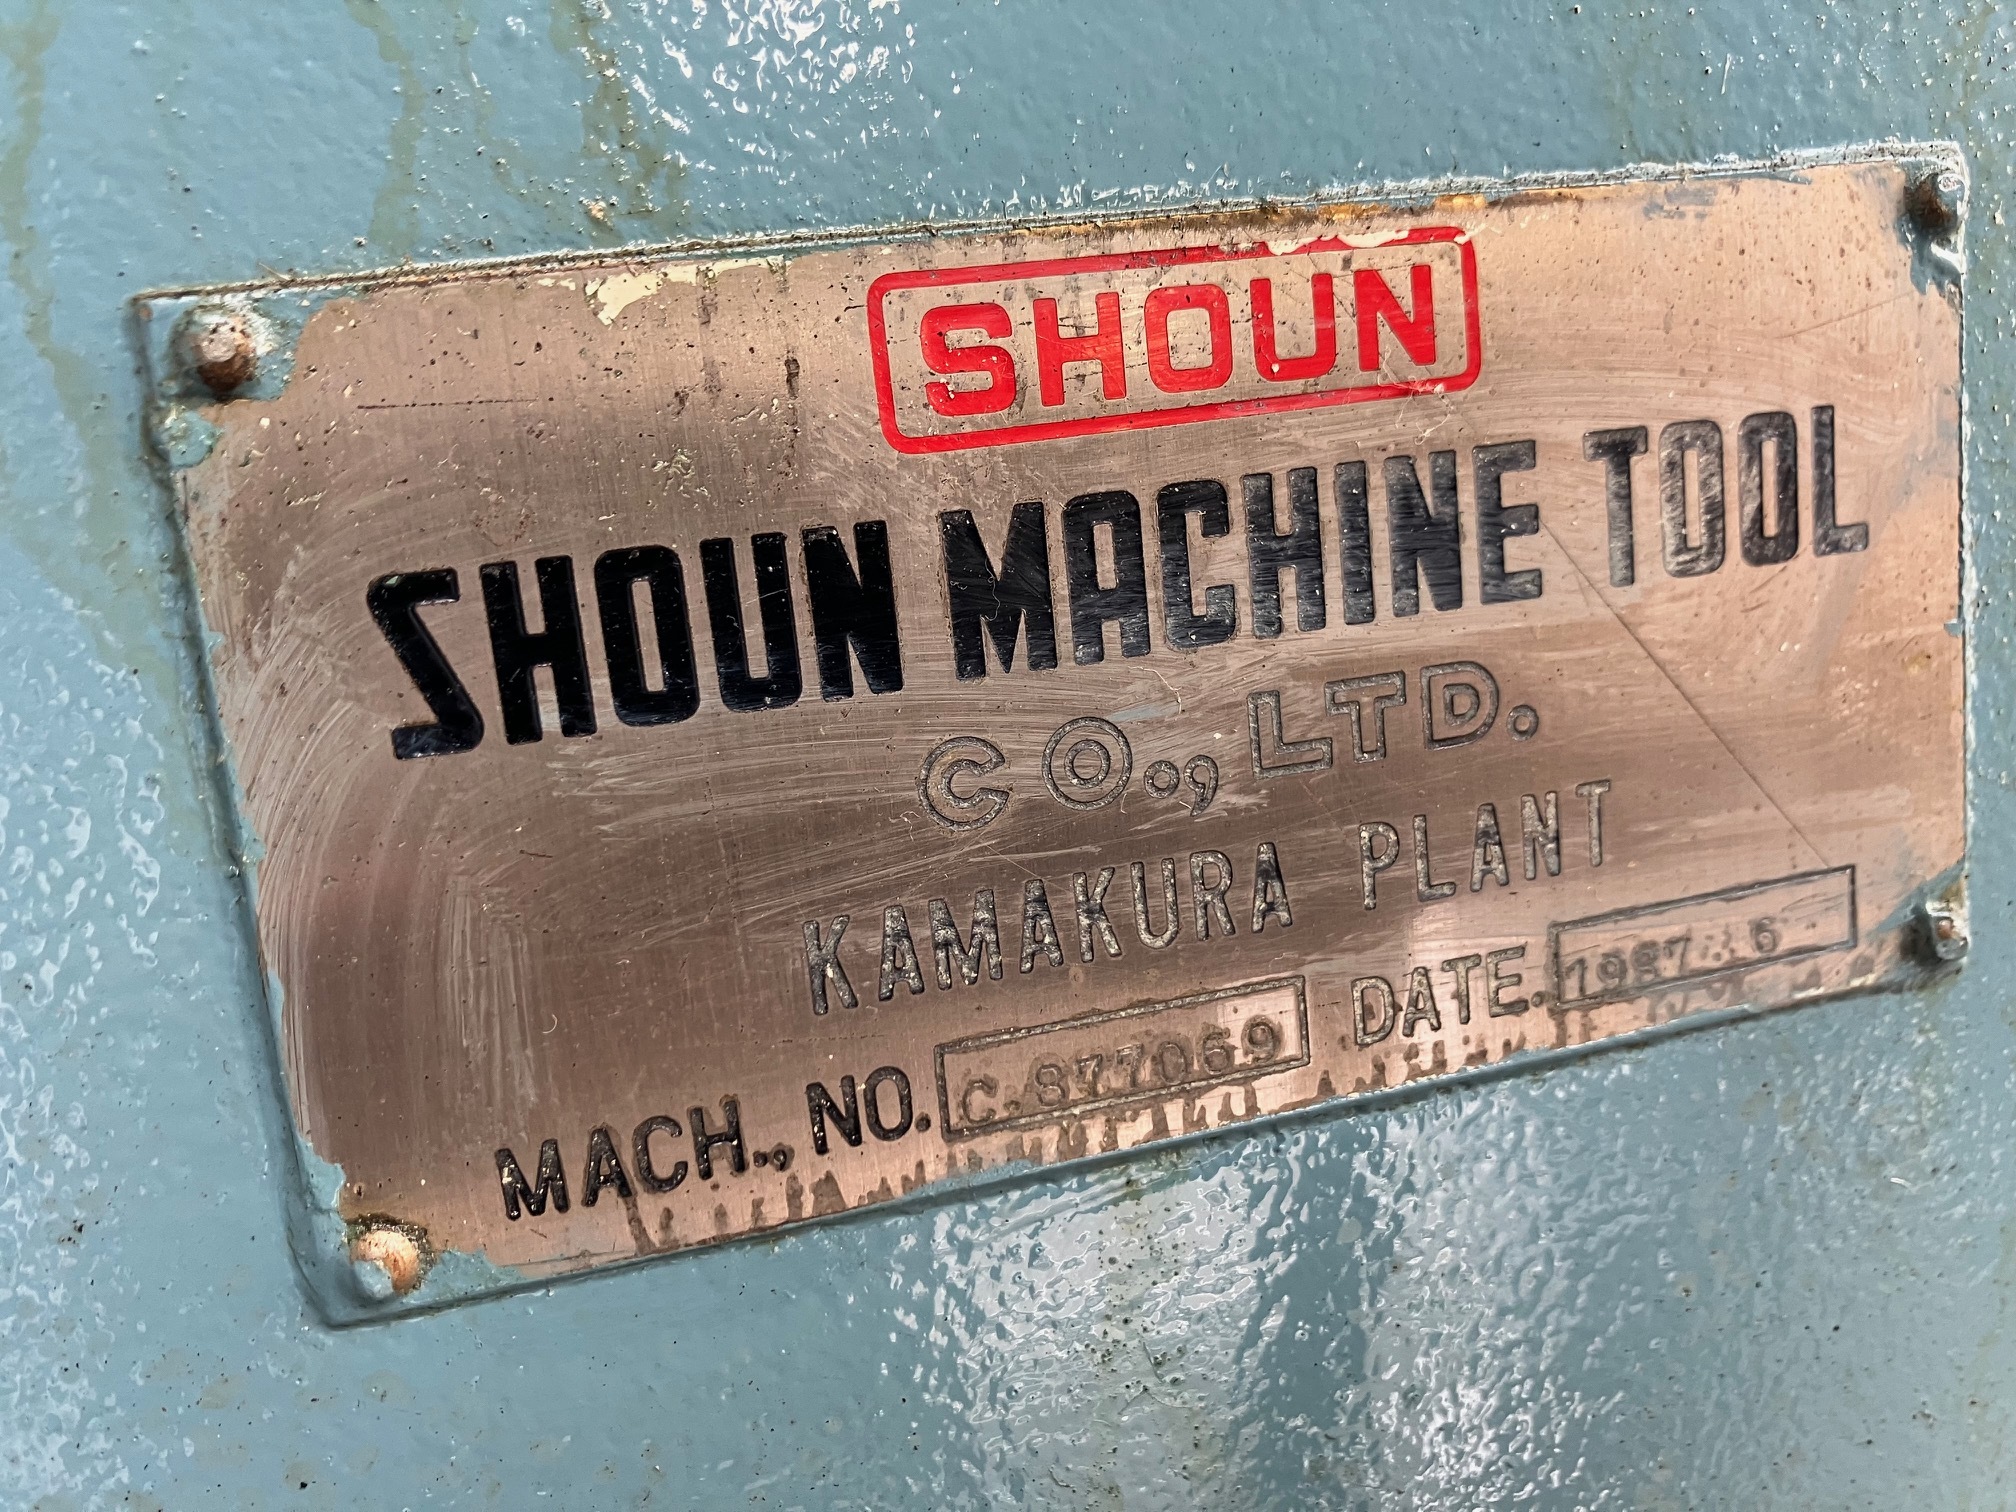 SHOUN
SHOUN MACHINE TOOL
CO., LTD.
KAMAKURA PLANT
MACH., NO. C.877069 DATE. 1987. 6